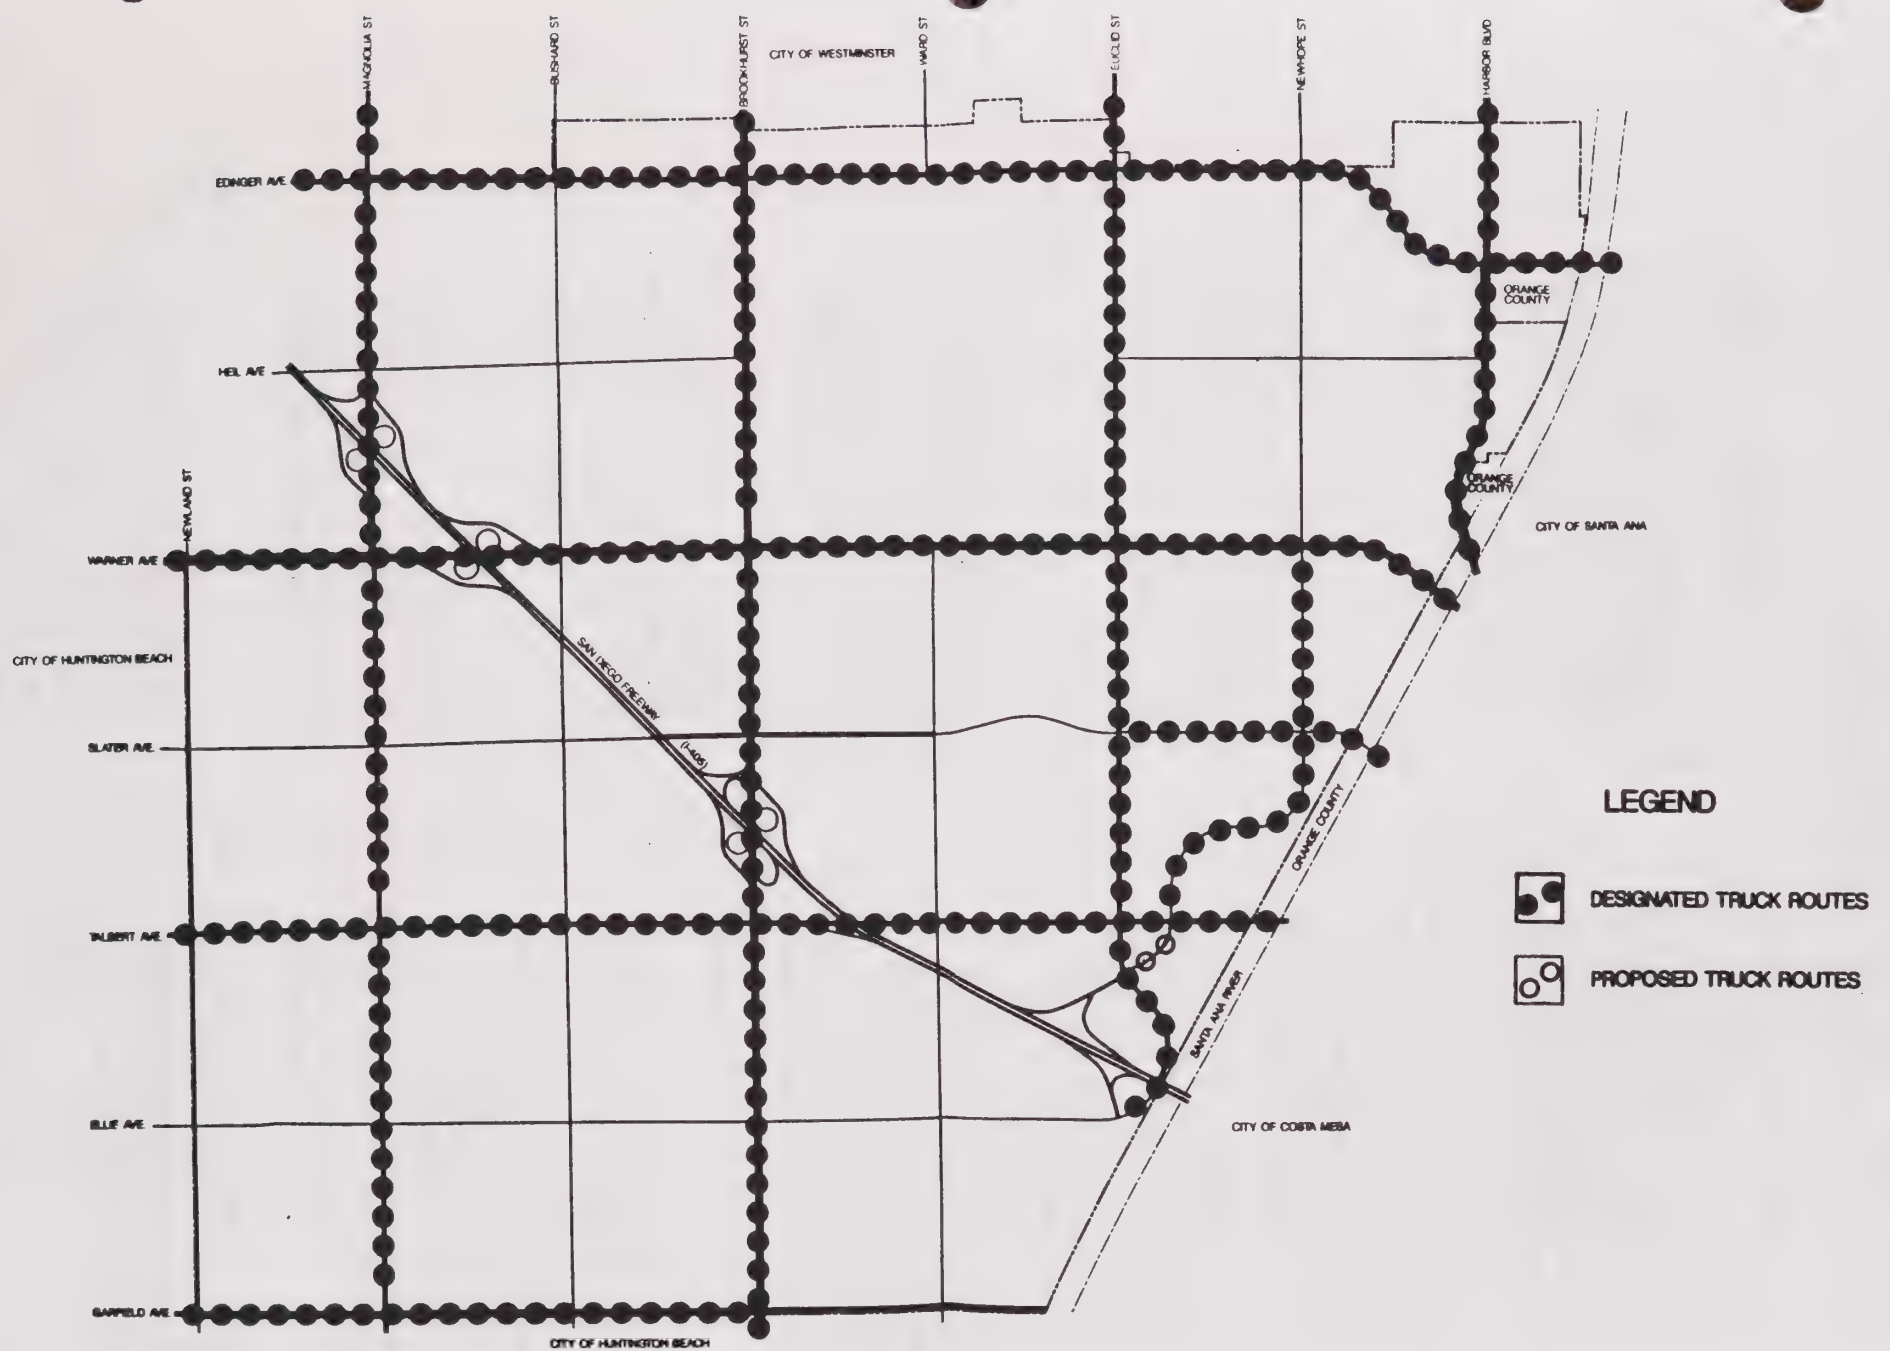 MAGNOLIA ST
BUSHARD ST
BROOKHURST ST
CITY OF WESTMINSTER
WARD ST
EUCLID ST
NEWHOPE ST
HARBOR BLVD
EDINGER AVE
ORANGE
COUNTY
HEIL AVE
NEWLAND ST
ORANGE
COUNTY
CITY OF SANTA ANA
WARNER AVE
CITY OF HUNTINGTON BEACH
SAN DIEGO FREEWAY
(I-405)
SLATER AVE
LEGEND
ORANGE COUNTY
DESIGNATED TRUCK ROUTES
TALBERT AVE
PROPOSED TRUCK ROUTES
SANTA ANA RIVER
ELLIS AVE
CITY OF COSTA MESA
GARFIELD AVE
CITY OF HUNTINGTON BEACH